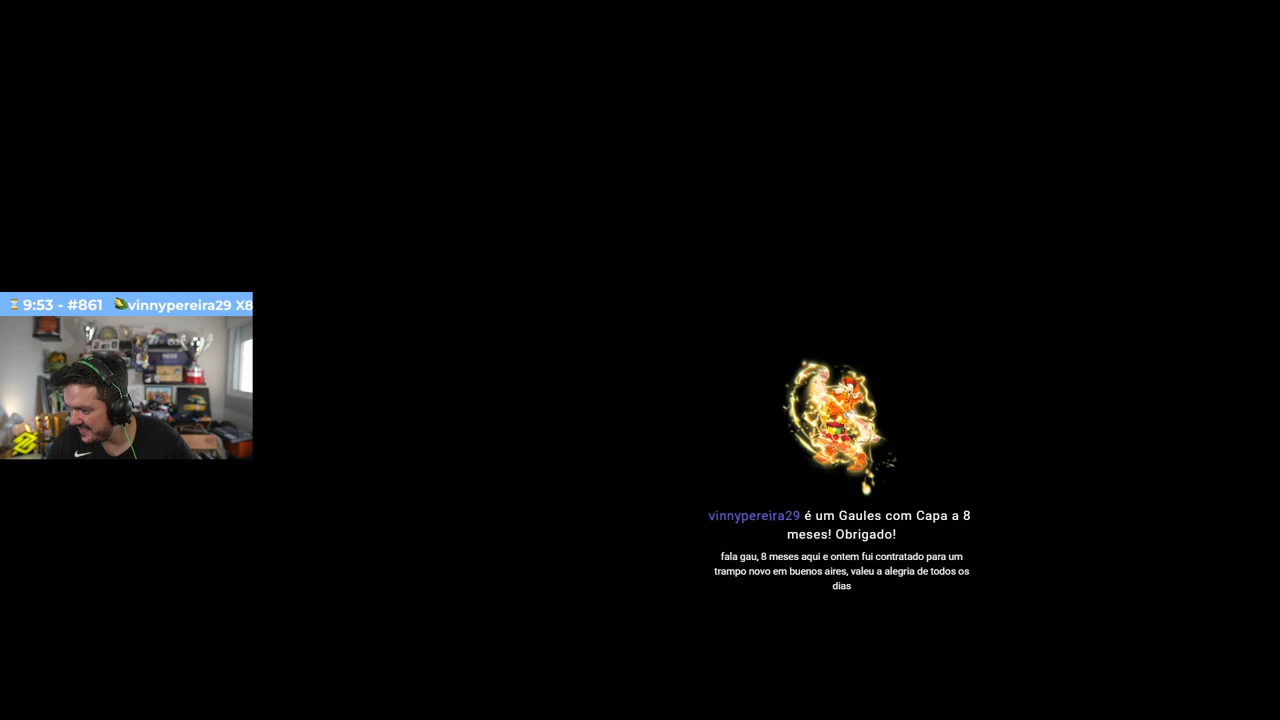 9:53 - #861 vinnypereira29 X8
vinnypereira29 é um Gaules com Capa a 8
meses! Obrigado!
fala gau, 8 meses aqui e ontem fui contratado para um
trampo novo em buenos aires, valeu a alegria de todos os
dias